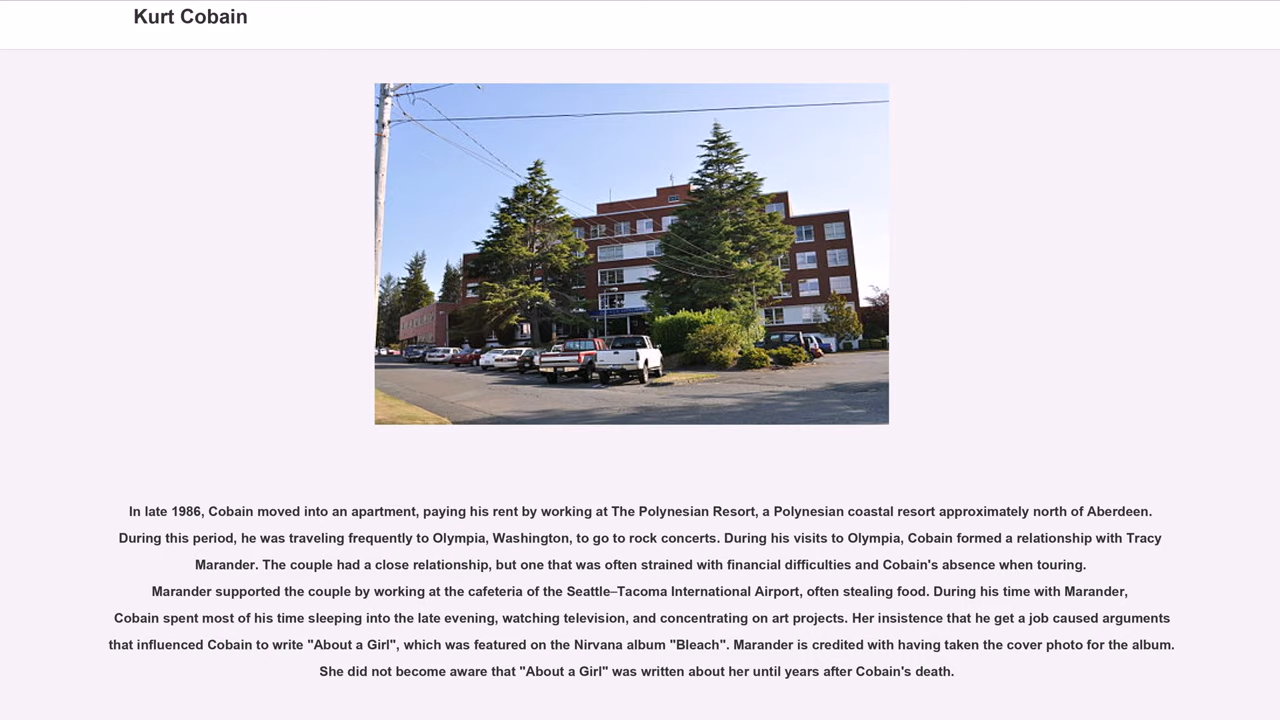 Kurt Cobain
In late 1986, Cobain moved into an apartment, paying his rent by working at The Polynesian Resort, a Polynesian coastal resort approximately north of Aberdeen.
During this period, he was traveling frequently to Olympia, Washington, to go to rock concerts. During his visits to Olympia, Cobain formed a relationship with Tracy
Marander. The couple had a close relationship, but one that was often strained with financial difficulties and Cobain's absence when touring.
Marander supported the couple by working at the cafeteria of the Seattle–Tacoma International Airport, often stealing food. During his time with Marander,
Cobain spent most of his time sleeping into the late evening, watching television, and concentrating on art projects. Her insistence that he get a job caused arguments
that influenced Cobain to write "About a Girl", which was featured on the Nirvana album "Bleach". Marander is credited with having taken the cover photo for the album.
She did not become aware that "About a Girl" was written about her until years after Cobain's death.